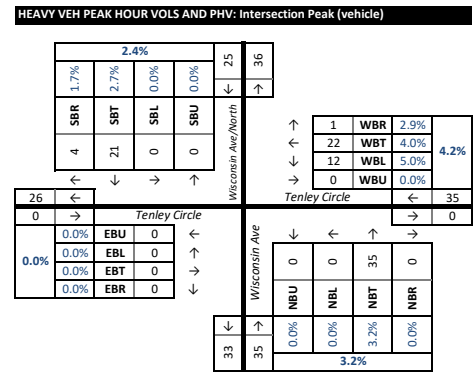 HEAVY VEH PEAK HOUR VOLS AND PHV: Intersection Peak (vehicle)
2.4% 25 36
1.7% 2.7% 0.0% 0.0% ↓ ↑
SBR SBT SBL SBU Wisconsin Ave/North
4 21 0 0
← ↓ → ↑
↑ 1 WBR 2.9%
← 22 WBT 4.0% 4.2%
↓ 12 WBL 5.0%
→ 0 WBU 0.0%
26 ← Tenley Circle ← 35
0 → Tenley Circle → 0
0.0% EBU 0 ←
0.0% 0.0% EBL 0 ↑
0.0% EBT 0 →
0.0% EBR 0 ↓
Wisconsin Ave ↓ ← ↑ →
0 0 35 0
NBU NBL NBT NBR
↓ ↑ 0.0% 0.0% 3.2% 0.0%
33 35 3.2%